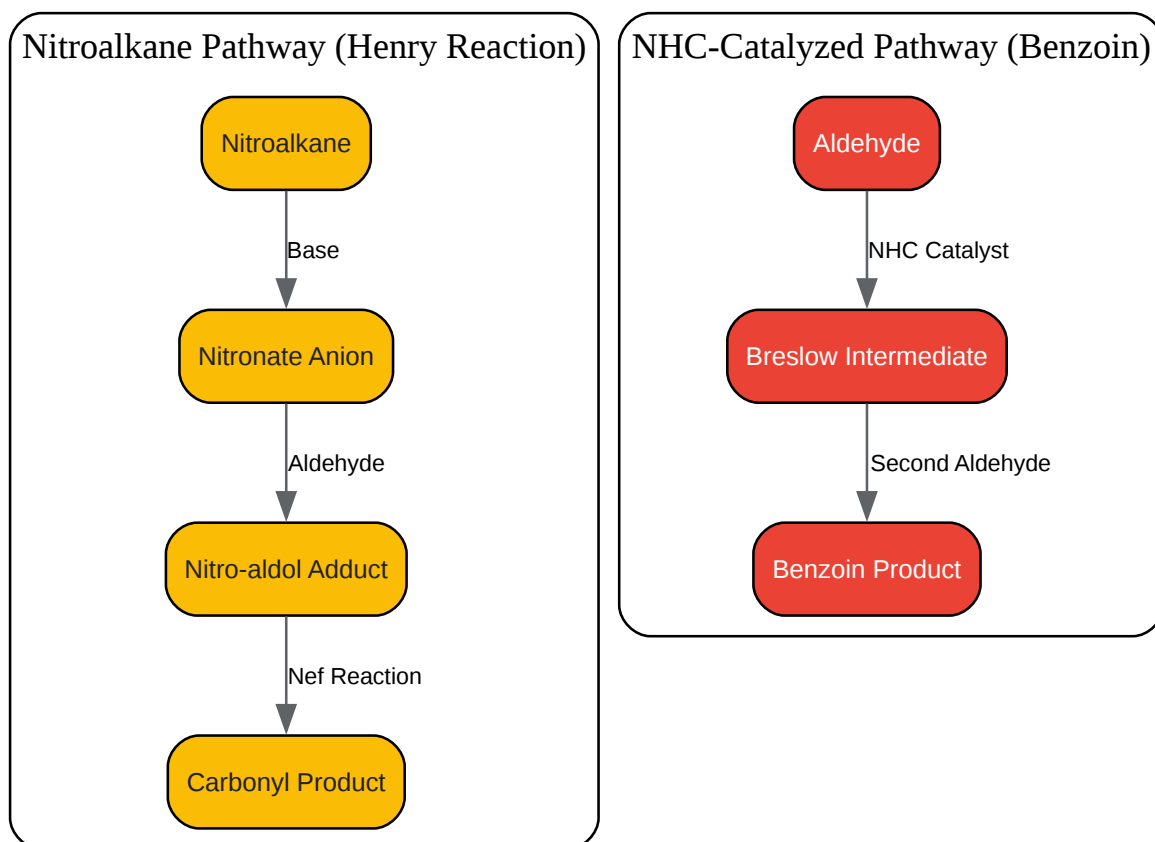 Nitroalkane Pathway (Henry Reaction)
Nitroalkane
Base
Nitronate Anion
Aldehyde
Nitro-aldol Adduct
Nef Reaction
Carbonyl Product
NHC-Catalyzed Pathway (Benzoin)
Aldehyde
NHC Catalyst
Breslow Intermediate
Second Aldehyde
Benzoin Product